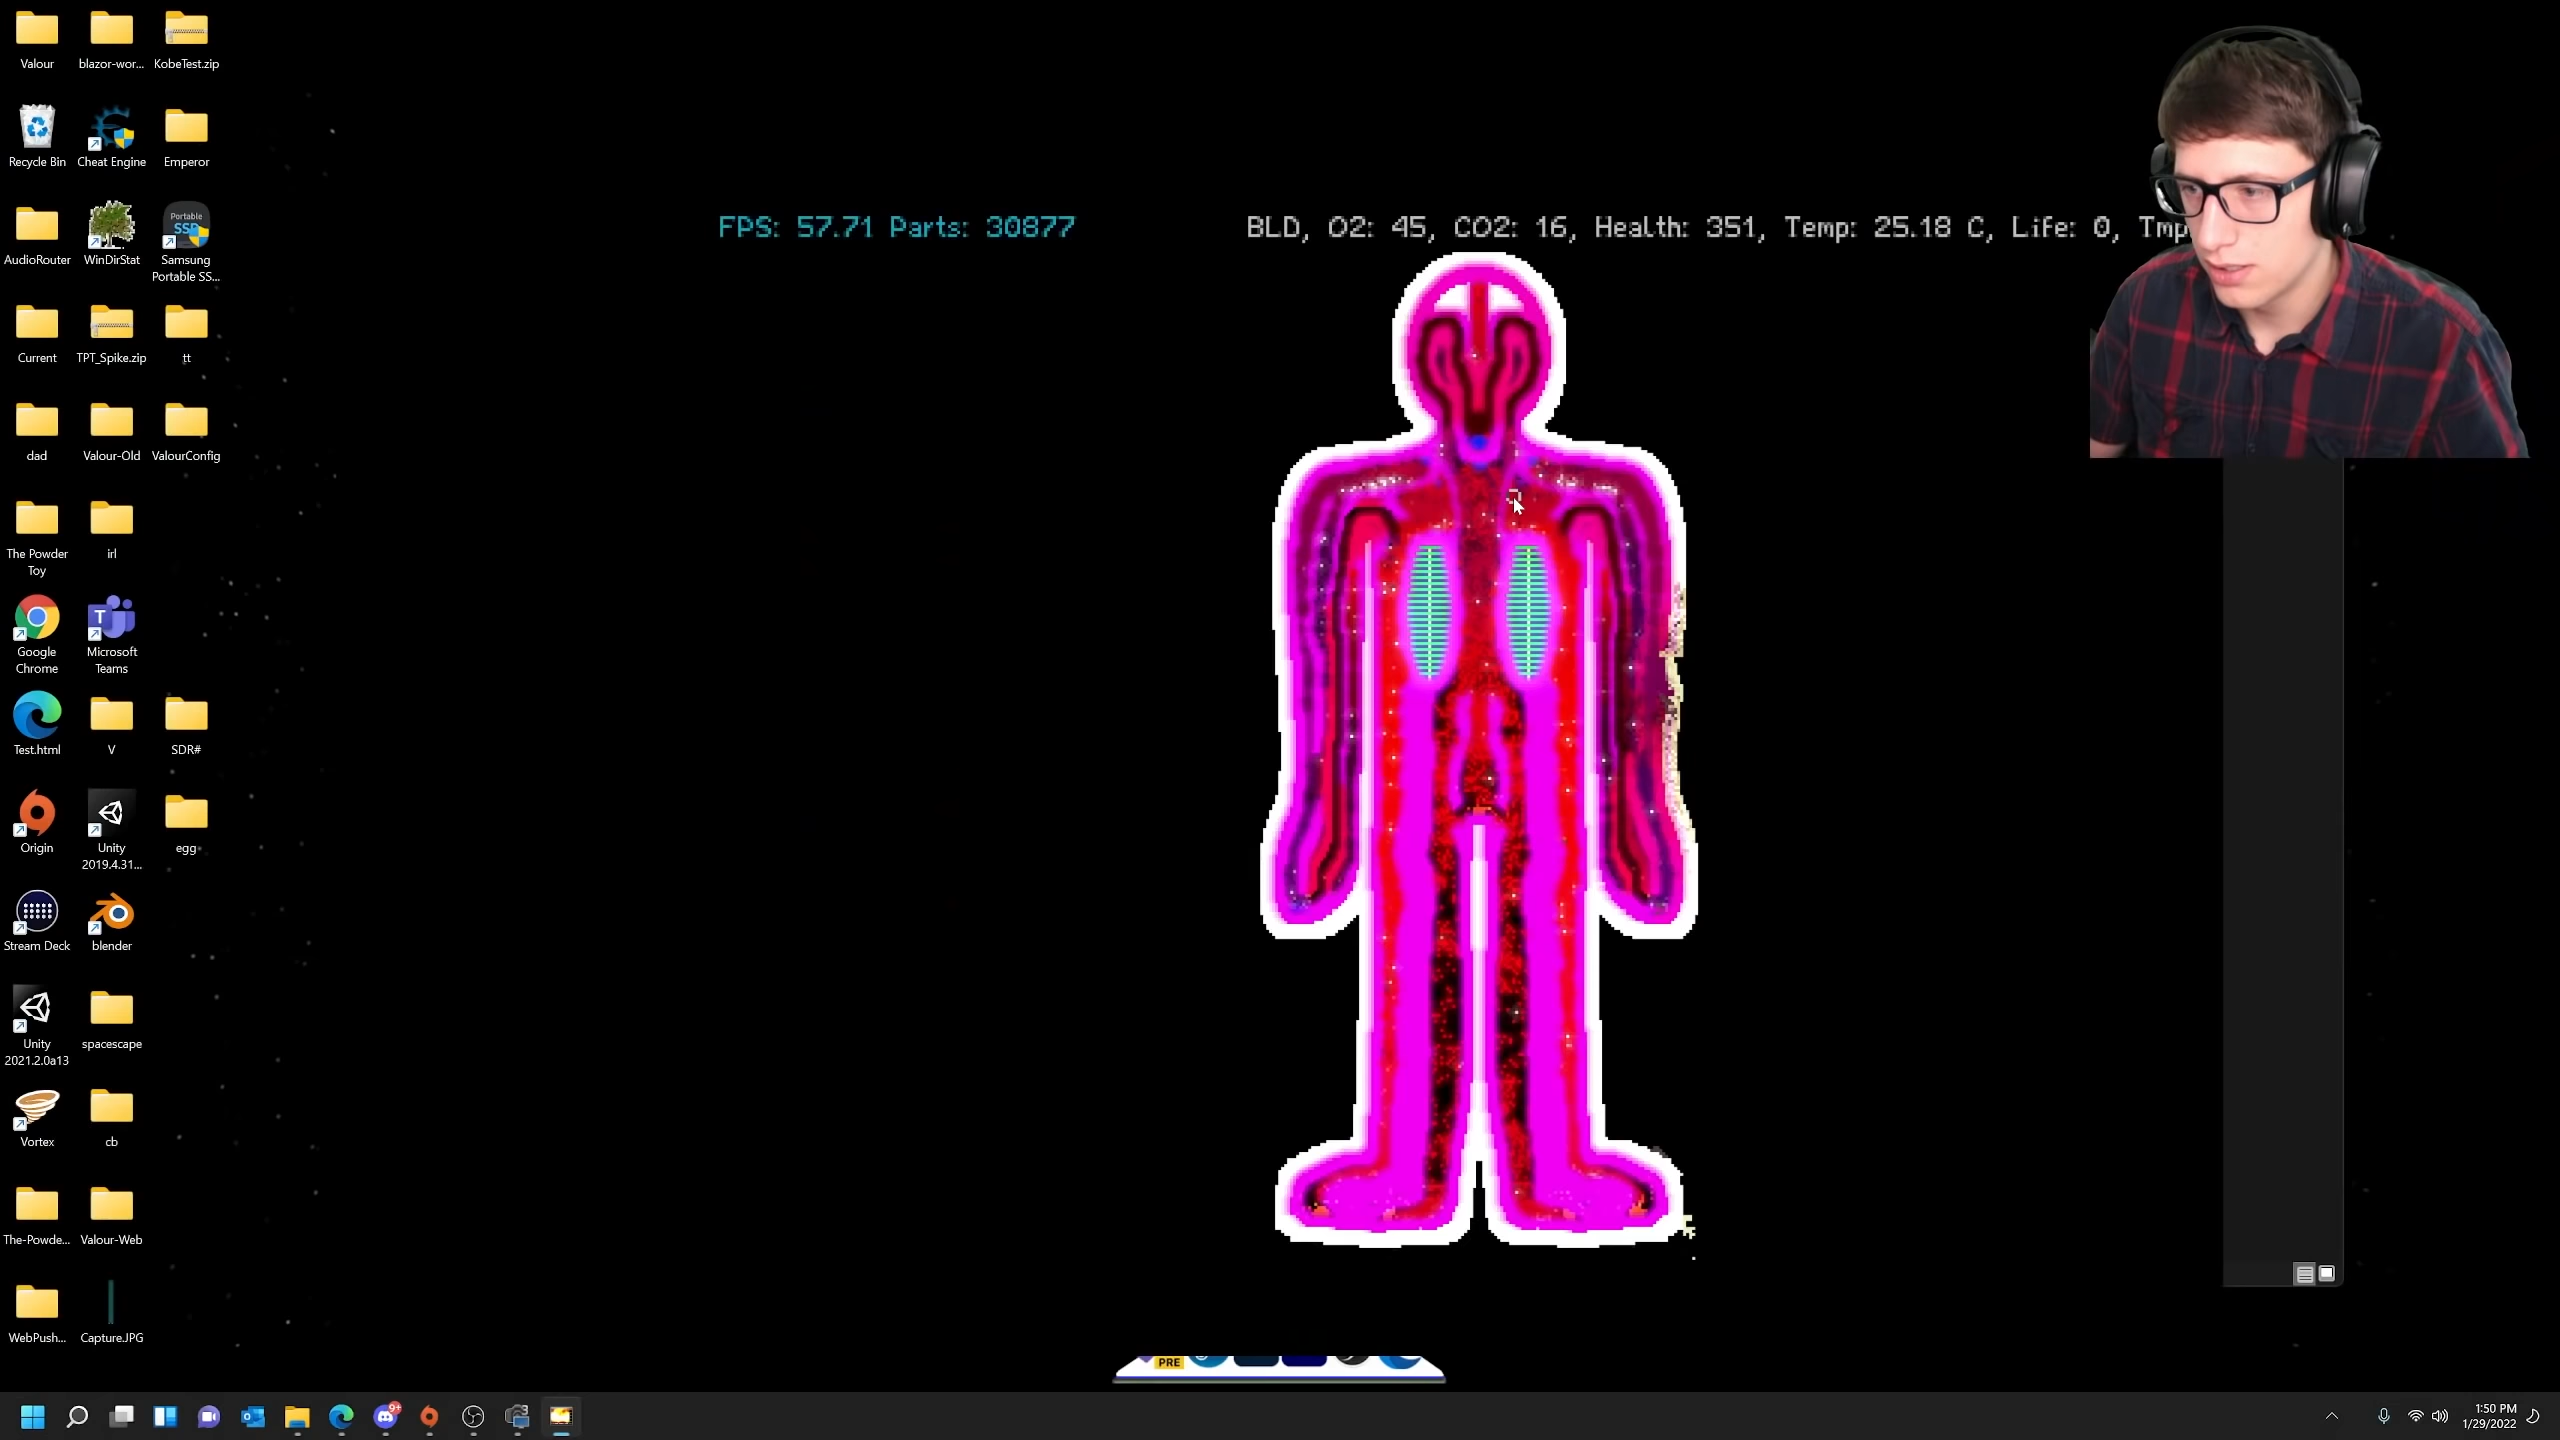 Valour
blazor-wor...
KobeTest.zip
Recycle Bin
Cheat Engine
Emperor
AudioRouter
WinDirStat
Portable
SSD
Samsung
Portable SS...
Current
TPT_Spike.zip
tt
dad
Valour-Old
ValourConfig
The Powder
Toy
irl
Google
Chrome
Microsoft
Teams
Test.html
V
SDR#
Origin
Unity
2019.4.31...
egg
Stream Deck
blender
Unity
2021.2.0a13
spacescape
Vortex
cb
The-Powde...
Valour-Web
WebPush...
Capture.JPG
FPS: 57.71 Parts: 30877
BLD, O2: 45, CO2: 16, Health: 351, Temp: 25.18 C, Life: 0, Tmp
PRE
9+
1:50 PM
1/29/2022